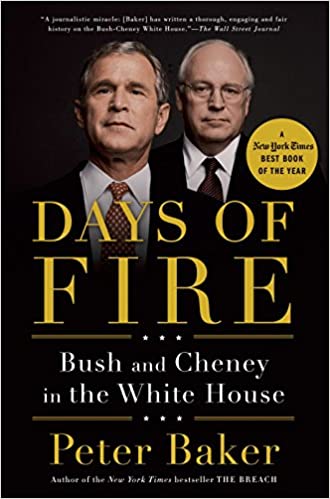 "A journalistic miracle: [Baker] has written a thorough, engaging and fair
history on the Bush-Cheney White House."—The Wall Street Journal
A
New York Times
BEST BOOK
OF THE YEAR
DAYS OF
FIRE
Bush and Cheney
in the White House
Peter Baker
Author of the New York Times bestseller THE BREACH